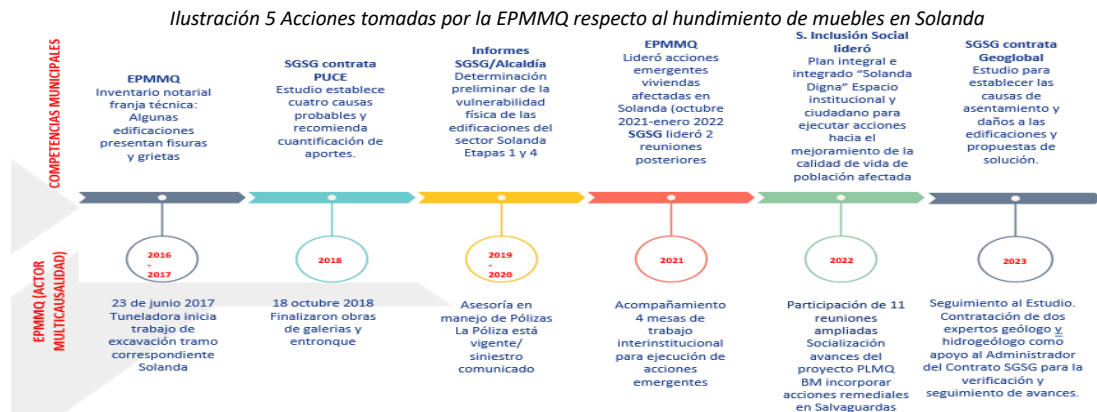 Ilustración 5 Acciones tomadas por la EPMMQ respecto al hundimiento de muebles en Solanda
COMPETENCIAS MUNICIPALES
EPMMQ
Inventario notarial
franja técnica:
Algunas
edificaciones
presentan fisuras y
grietas
SGSG contrata
PUCE
Estudio establece
cuatro causas
probables y
recomienda
cuantificación de
aportes.
Informes
SGSG/Alcaldía
Determinación
preliminar de la
vulnerabilidad
física de las
edificaciones del
sector Solanda
Etapas 1 y 4
EPMMQ
Lideró acciones
emergentes
viviendas
afectadas en
Solanda (octubre
2021-enero 2022
SGSG lideró 2
reuniones
posteriores
S. Inclusión Social
lideró
Plan integral e
integrado “Solanda
Digna” Espacio
institucional y
ciudadano para
ejecutar acciones
hacia el
mejoramiento de la
calidad de vida de
población afectada
SGSG contrata
Geoglobal
Estudio para
establecer las
causas de
asentamiento y
daños a las
edificaciones y
propuestas de
solución.
2016
-
2017
2018
2019
-
2020
2021
2022
2023
EPMMQ (ACTOR
MULTICAUSALIDAD)
23 de junio 2017
Tuneladora inicia
trabajo de
excavación tramo
correspondiente
Solanda
18 octubre 2018
Finalizaron obras
de galerias y
entronque
Asesoría en
manejo de Pólizas
La Póliza está
vigente/
siniestro
comunicado
Acompañamiento
4 mesas de
trabajo
interinstitucional
para ejecución de
acciones
emergentes
Participación de 11
reuniones
ampliadas
Socialización
avances del
proyecto PLMQ
BM incorporar
acciones remediales
en Salvaguardas
Seguimiento al Estudio.
Contratación de dos
expertos geólogo y
hidrogeólogo como
apoyo al Administrador
del Contrato SGSG para la
verificación y
seguimiento de avances.